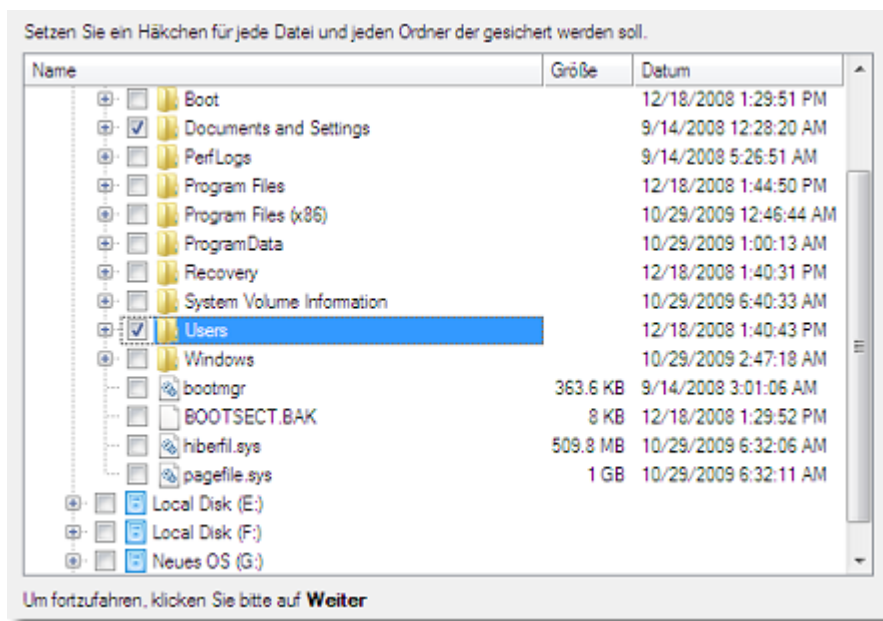 Setzen Sie ein Häkchen für jede Datei und jeden Ordner der gesichert werden soll.
Name Größe Datum
Boot 12/18/2008 1:29:51 PM
Documents and Settings 9/14/2008 12:28:20 AM
PerfLogs 9/14/2008 5:26:51 AM
Program Files 12/18/2008 1:44:50 PM
Program Files (x86) 10/29/2009 12:46:44 AM
ProgramData 10/29/2009 1:00:13 AM
Recovery 12/18/2008 1:40:31 PM
System Volume Information 10/29/2009 6:40:33 AM
Users 12/18/2008 1:40:43 PM
Windows 10/29/2009 2:47:18 AM
bootmgr 363.6 KB 9/14/2008 3:01:06 AM
BOOTSECT.BAK 8 KB 12/18/2008 1:29:52 PM
hiberfil.sys 509.8 MB 10/29/2009 6:32:06 AM
pagefile.sys 1 GB 10/29/2009 6:32:11 AM
Local Disk (E:)
Local Disk (F:)
Neues OS (G:)
Um fortzufahren, klicken Sie bitte auf Weiter